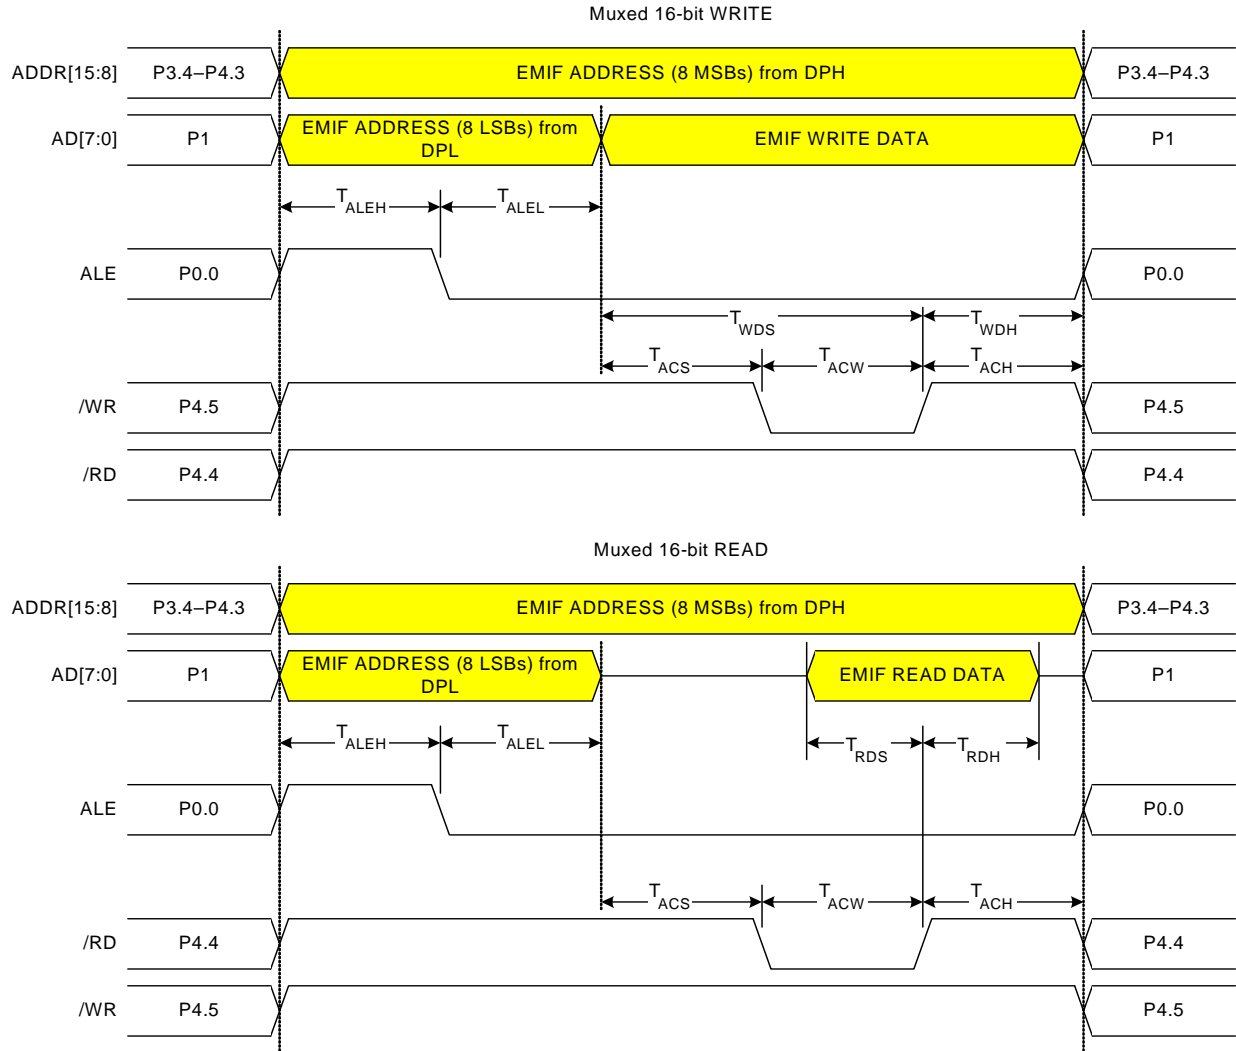 Muxed 16-bit WRITE
ADDR[15:8] P3.4–P4.3 EMIF ADDRESS (8 MSBs) from DPH P3.4–P4.3
AD[7:0] P1 EMIF ADDRESS (8 LSBs) from
DPL EMIF WRITE DATA P1
TALEH TALEL
ALE P0.0 P0.0
TWDS TWDH
TACS TACW TACH
/WR P4.5 P4.5
/RD P4.4 P4.4
Muxed 16-bit READ
ADDR[15:8] P3.4–P4.3 EMIF ADDRESS (8 MSBs) from DPH P3.4–P4.3
AD[7:0] P1 EMIF ADDRESS (8 LSBs) from
DPL EMIF READ DATA P1
TALEH TALEL TRDS TRDH
ALE P0.0 P0.0
TACS TACW TACH
/RD P4.4 P4.4
/WR P4.5 P4.5